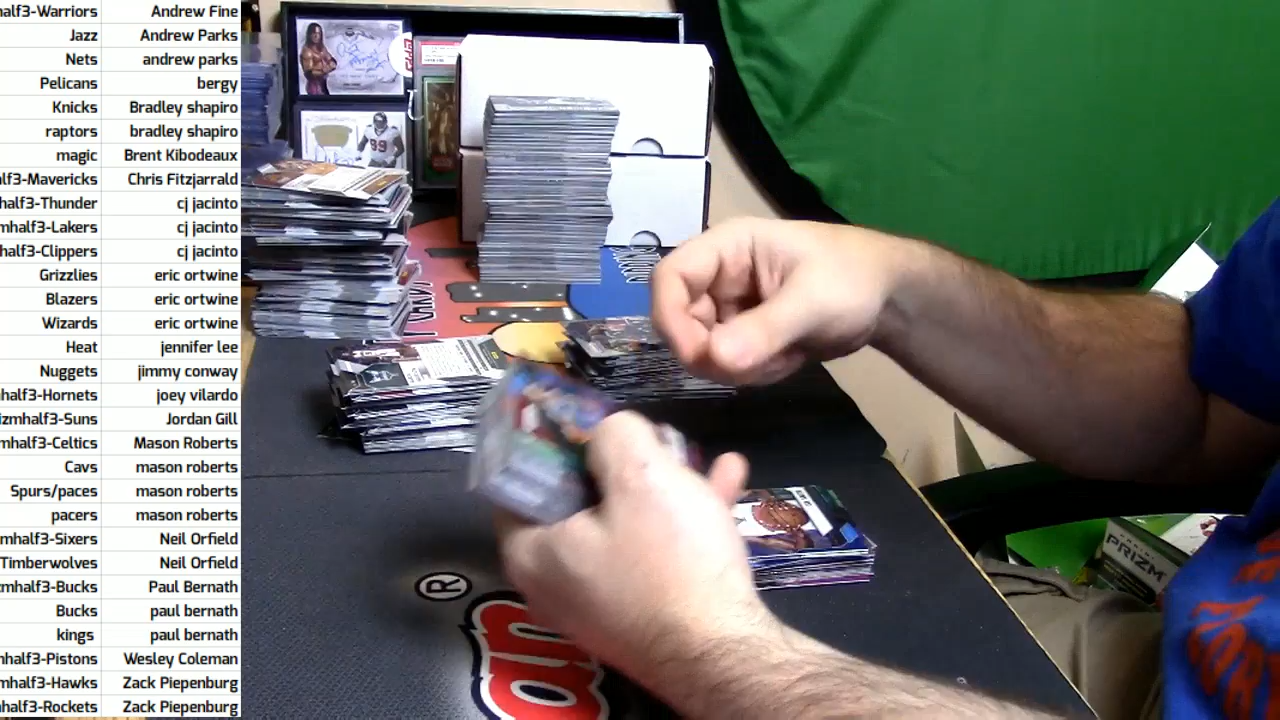 half3-Warriors Andrew Fine
Jazz Andrew Parks
Nets andrew parks
Pelicans bergy
Knicks Bradley shapiro
raptors bradley shapiro
magic Brent Kibodeaux
alf3-Mavericks Chris Fitzjarrald
half3-Thunder cj jacinto
mhalf3-Lakers cj jacinto
half3-Clippers cj jacinto
Grizzlies eric ortwine
Blazers eric ortwine
Wizards eric ortwine
Heat jennifer lee
Nuggets jimmy conway
half3-Hornets joey vilardo
izmhalf3-Suns Jordan Gill
mhalf3-Celtics Mason Roberts
Cavs mason roberts
Spurs/paces mason roberts
pacers mason roberts
mhalf3-Sixers Neil Orfield
Timberwolves Neil Orfield
zmhalf3-Bucks Paul Bernath
Bucks paul bernath
kings paul bernath
half3-Pistons Wesley Coleman
mhalf3-Hawks Zack Piepenburg
half3-Rockets Zack Piepenburg
PANINI
PRIZM
®